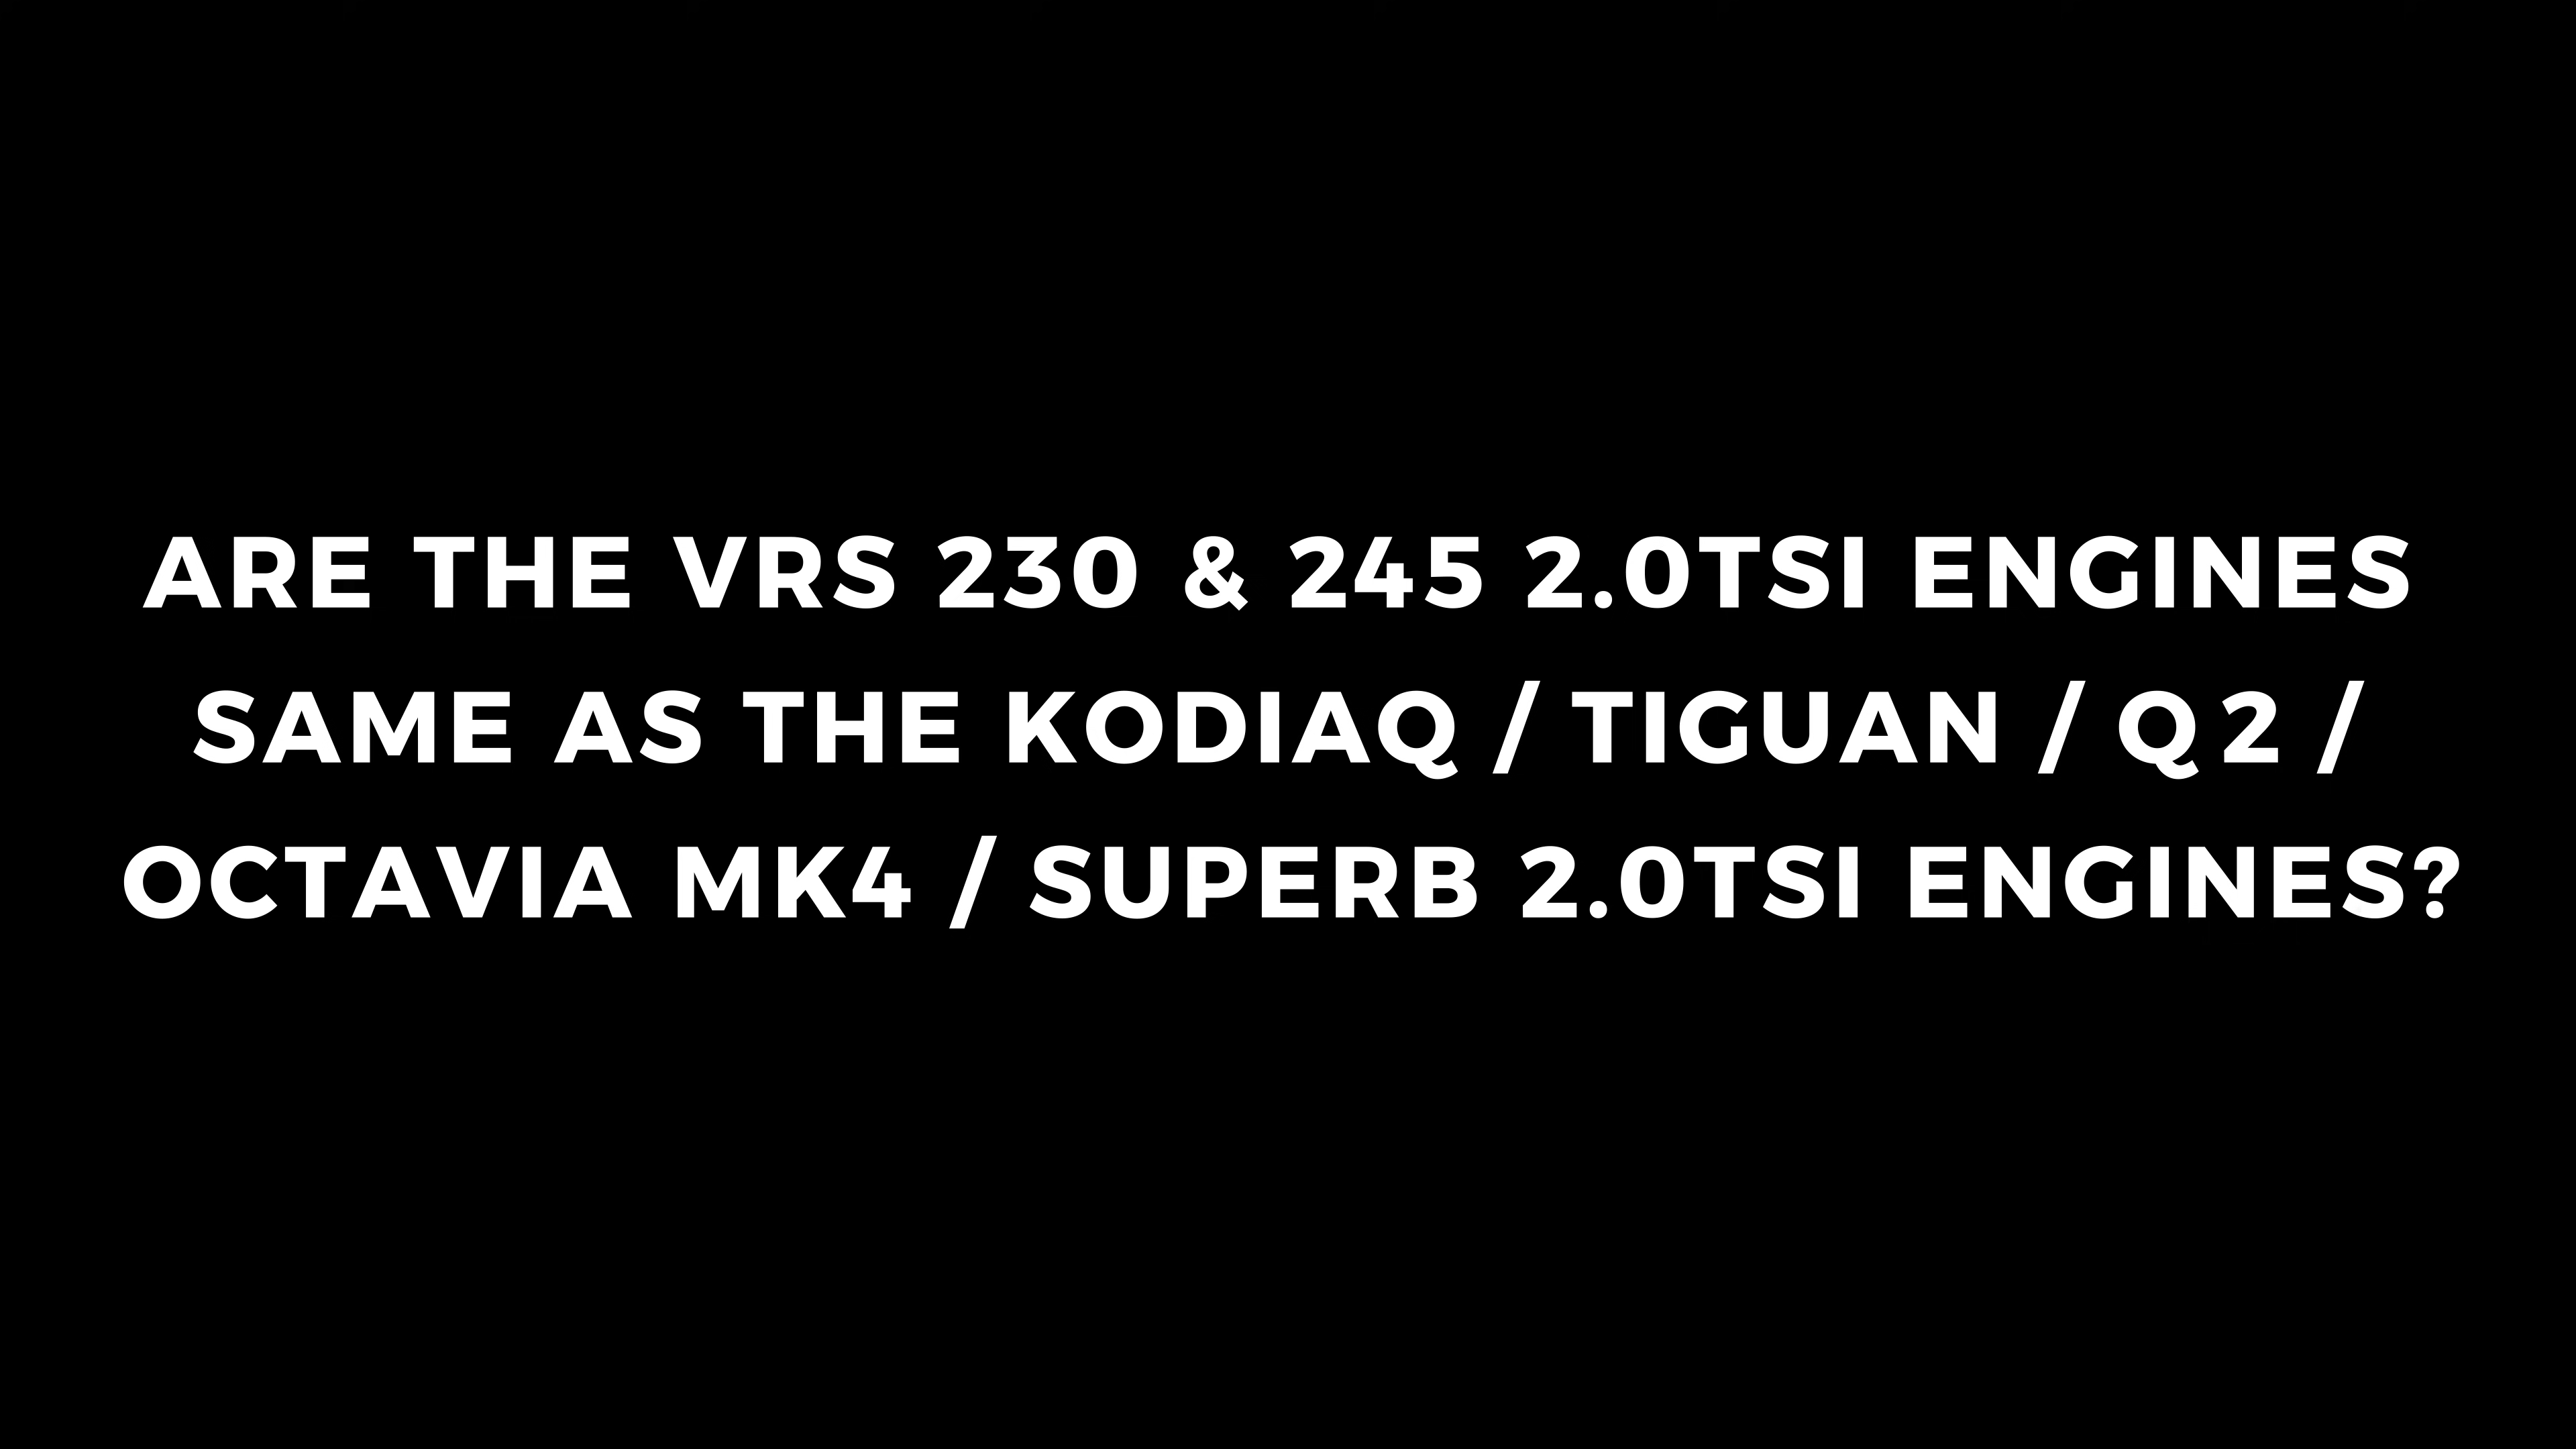 ARE THE VRS 230 & 245 2.0TSI ENGINES
SAME AS THE KODIAQ / TIGUAN / Q2 /
OCTAVIA MK4 / SUPERB 2.0TSI ENGINES?